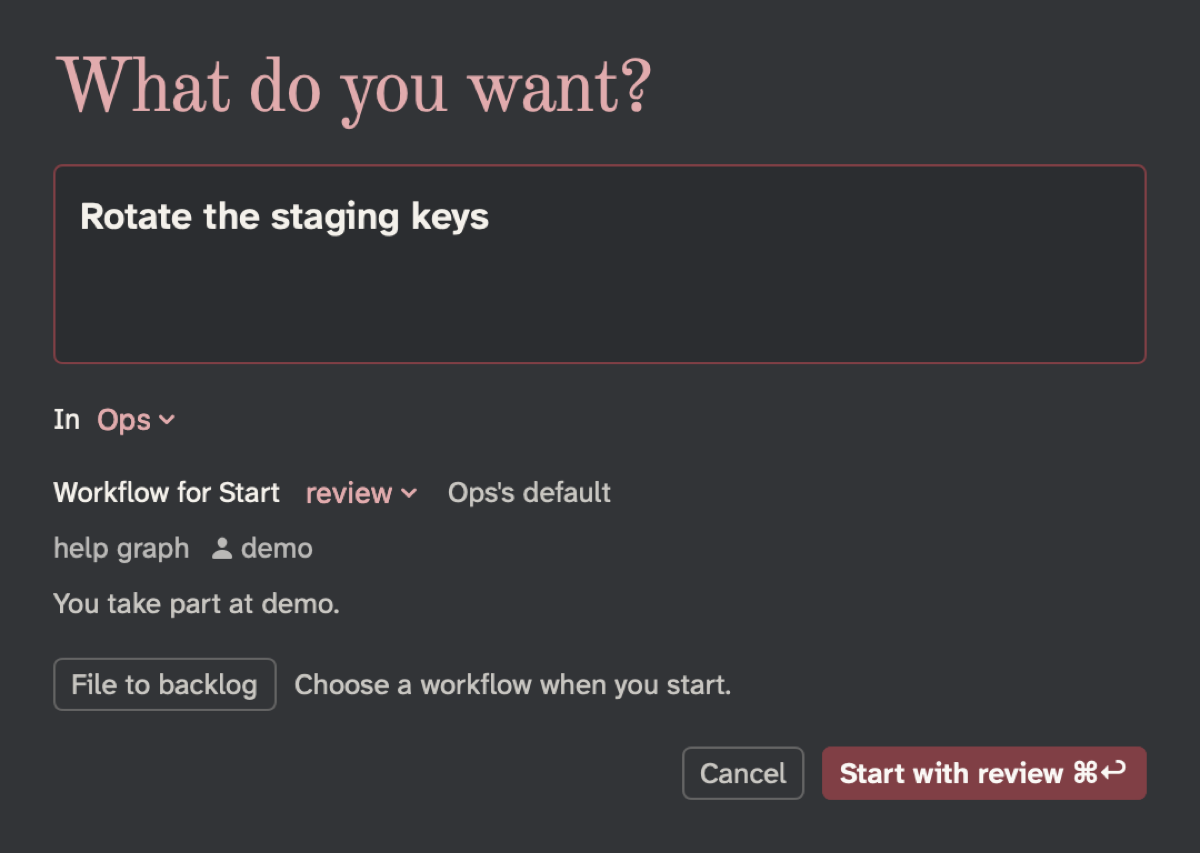 What do you want?
Rotate the staging keys
In Ops
Workflow for Start review Ops's default
help graph demo
You take part at demo.
File to backlog Choose a workflow when you start.
Cancel Start with review ⌘↩